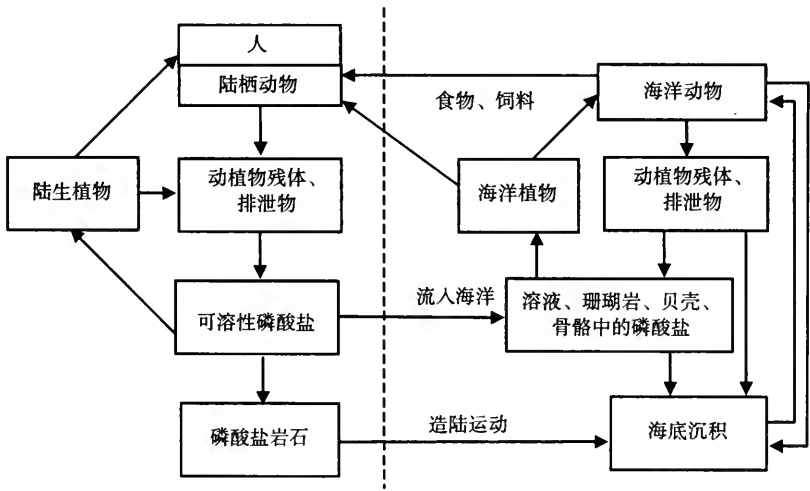 人
陆栖动物
食物、饲料
海洋动物
陆生植物
动植物残体、
排泄物
海洋植物
动植物残体、
排泄物
可溶性磷酸盐
流入海洋
溶液、珊瑚岩、贝壳、
骨骼中的磷酸盐
磷酸盐岩石
造陆运动
海底沉积